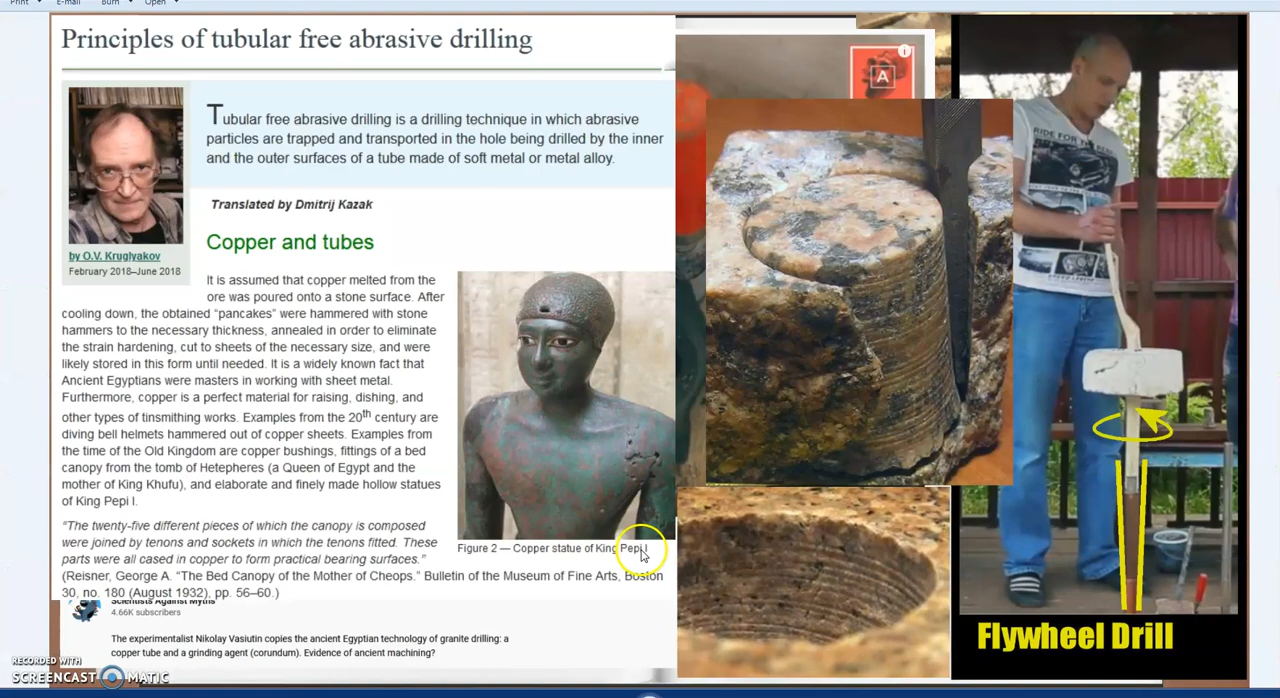 Print
E-mail
Burn
Open
Principles of tubular free abrasive drilling
Tubular free abrasive drilling is a drilling technique in which abrasive
particles are trapped and transported in the hole being drilled by the inner
and the outer surfaces of a tube made of soft metal or metal alloy.
Translated by Dmitrij Kazak
by O.V. Kruglyakov
February 2018–June 2018
Copper and tubes
It is assumed that copper melted from the
ore was poured onto a stone surface. After
cooling down, the obtained “pancakes” were hammered with stone
hammers to the necessary thickness, annealed in order to eliminate
the strain hardening, cut to sheets of the necessary size, and were
likely stored in this form until needed. It is a widely known fact that
Ancient Egyptians were masters in working with sheet metal.
Furthermore, copper is a perfect material for raising, dishing, and
other types of tinsmithing works. Examples from the 20th century are
diving bell helmets hammered out of copper sheets. Examples from
the time of the Old Kingdom are copper bushings, fittings of a bed
canopy from the tomb of Hetepheres (a Queen of Egypt and the
mother of King Khufu), and elaborate and finely made hollow statues
of King Pepi I.
“The twenty-five different pieces of which the canopy is composed
were joined by tenons and sockets in which the tenons fitted. These
parts were all cased in copper to form practical bearing surfaces.”
(Reisner, George A. “The Bed Canopy of the Mother of Cheops.” Bulletin of the Museum of Fine Arts, Boston
30, no. 180 (August 1932), pp. 56–60.)
Figure 2 — Copper statue of King Pepi I
Scientists Against Myths
4.66K subscribers
The experimentalist Nikolay Vasiutin copies the ancient Egyptian technology of granite drilling: a
copper tube and a grinding agent (corundum). Evidence of ancient machining?
A
i
RIDE FOR THE
Flywheel Drill
RECORDED WITH
SCREENCAST MATIC